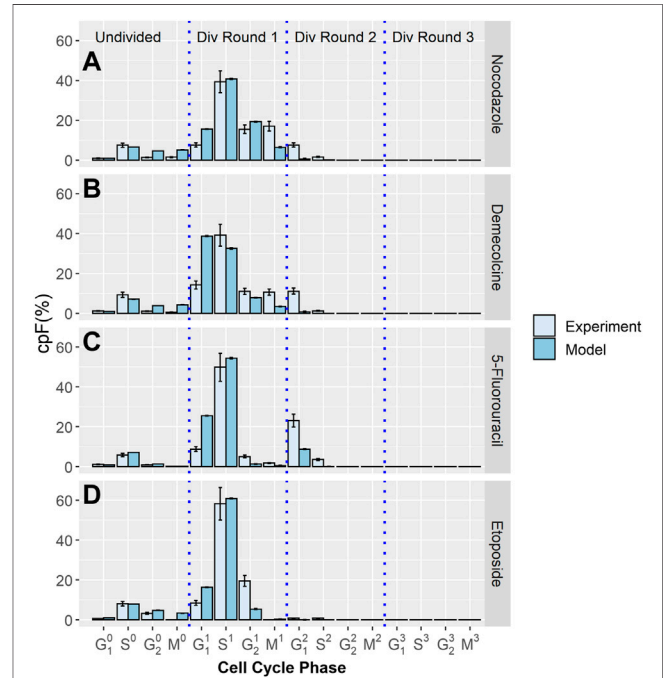 Undivided Div Round 1 Div Round 2 Div Round 3
60
40
20
0
A
Nocodazole
60
40
20
0
B
Demecolcine
60
40
20
0
C
5-Fluorouracil
60
40
20
0
D
Etoposide
cpF(%)
Experiment
Model
G₁⁰ S⁰ G₂⁰ M⁰ G₁¹ S¹ G₂¹ M¹ G₁² S² G₂² M² G₁³ S³ G₂³ M³
Cell Cycle Phase